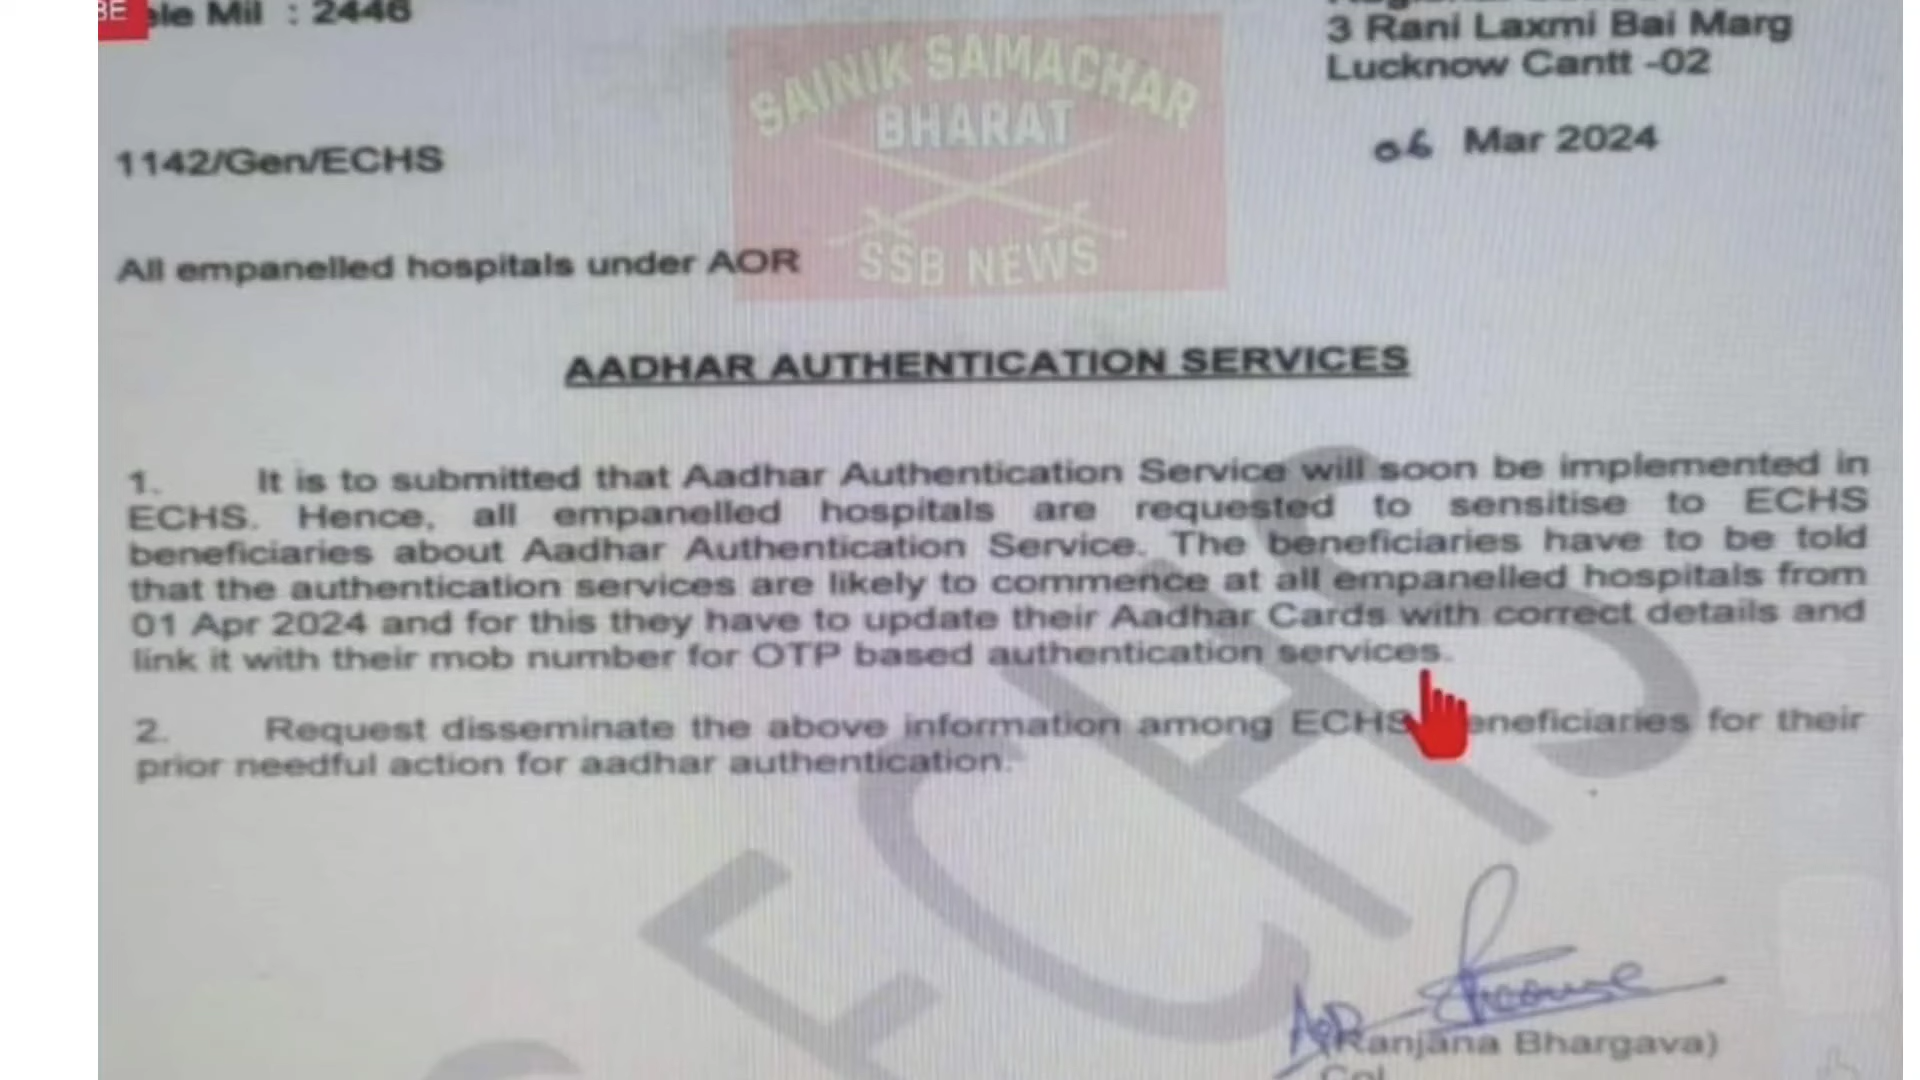 BE
ele Mil : 2446
3 Rani Laxmi Bai Marg
Lucknow Cantt -02
SAINIK SAMACHAR
BHARAT
SSB NEWS
06 Mar 2024
1142/Gen/ECHS
All empanelled hospitals under AOR
AADHAR AUTHENTICATION SERVICES
1. It is to submitted that Aadhar Authentication Service will soon be implemented in
ECHS. Hence, all empanelled hospitals are requested to sensitise to ECHS
beneficiaries about Aadhar Authentication Service. The beneficiaries have to be told
that the authentication services are likely to commence at all empanelled hospitals from
01 Apr 2024 and for this they have to update their Aadhar Cards with correct details and
link it with their mob number for OTP based authentication services.
2. Request disseminate the above information among ECHS eneficiaries for their
prior needful action for aadhar authentication.
ECHS
(Ranjana Bhargava)
Col